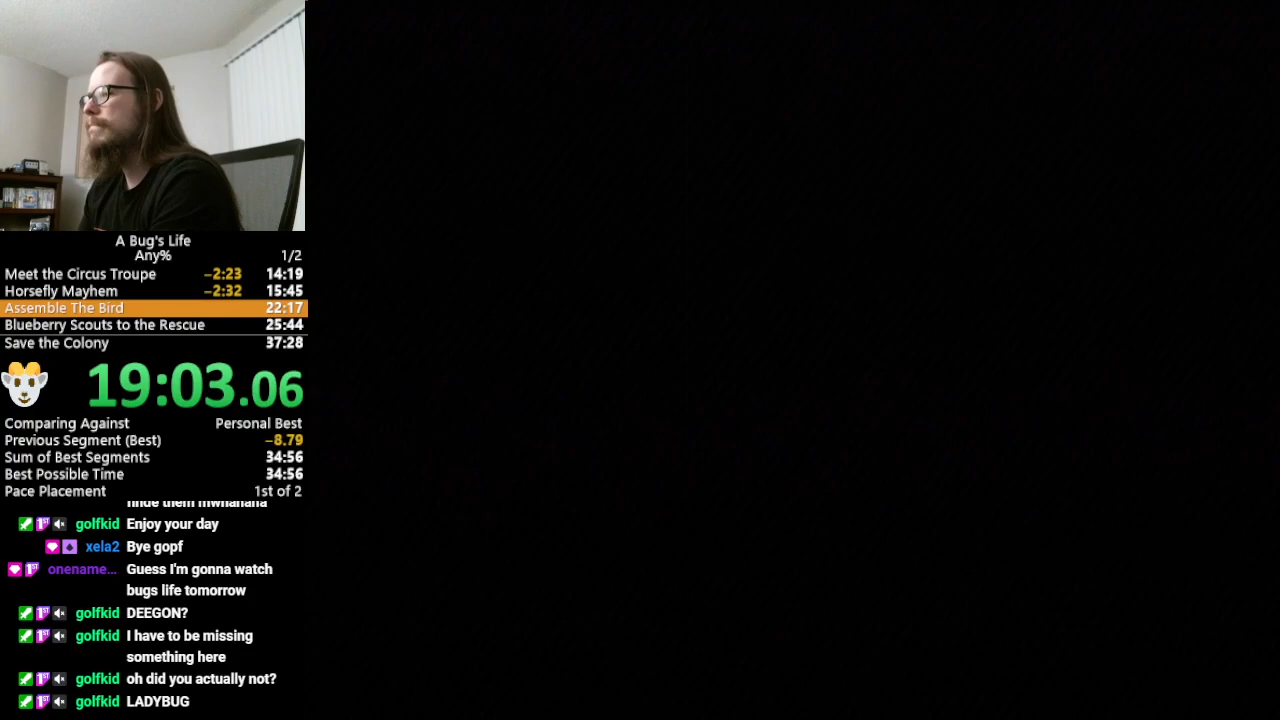 A Bug's Life
Any% 1/2
Meet the Circus Troupe −2:23 14:19
Horsefly Mayhem −2:32 15:45
Assemble The Bird 22:17
Blueberry Scouts to the Rescue 25:44
Save the Colony 37:28
19:03.06
Comparing Against Personal Best
Previous Segment (Best) −8.79
Sum of Best Segments 34:56
Best Possible Time 34:56
Pace Placement 1st of 2
golfkid Enjoy your day
xela2 Bye gopf
onename... Guess I'm gonna watch
bugs life tomorrow
golfkid DEEGON?
golfkid I have to be missing
something here
golfkid oh did you actually not?
golfkid LADYBUG